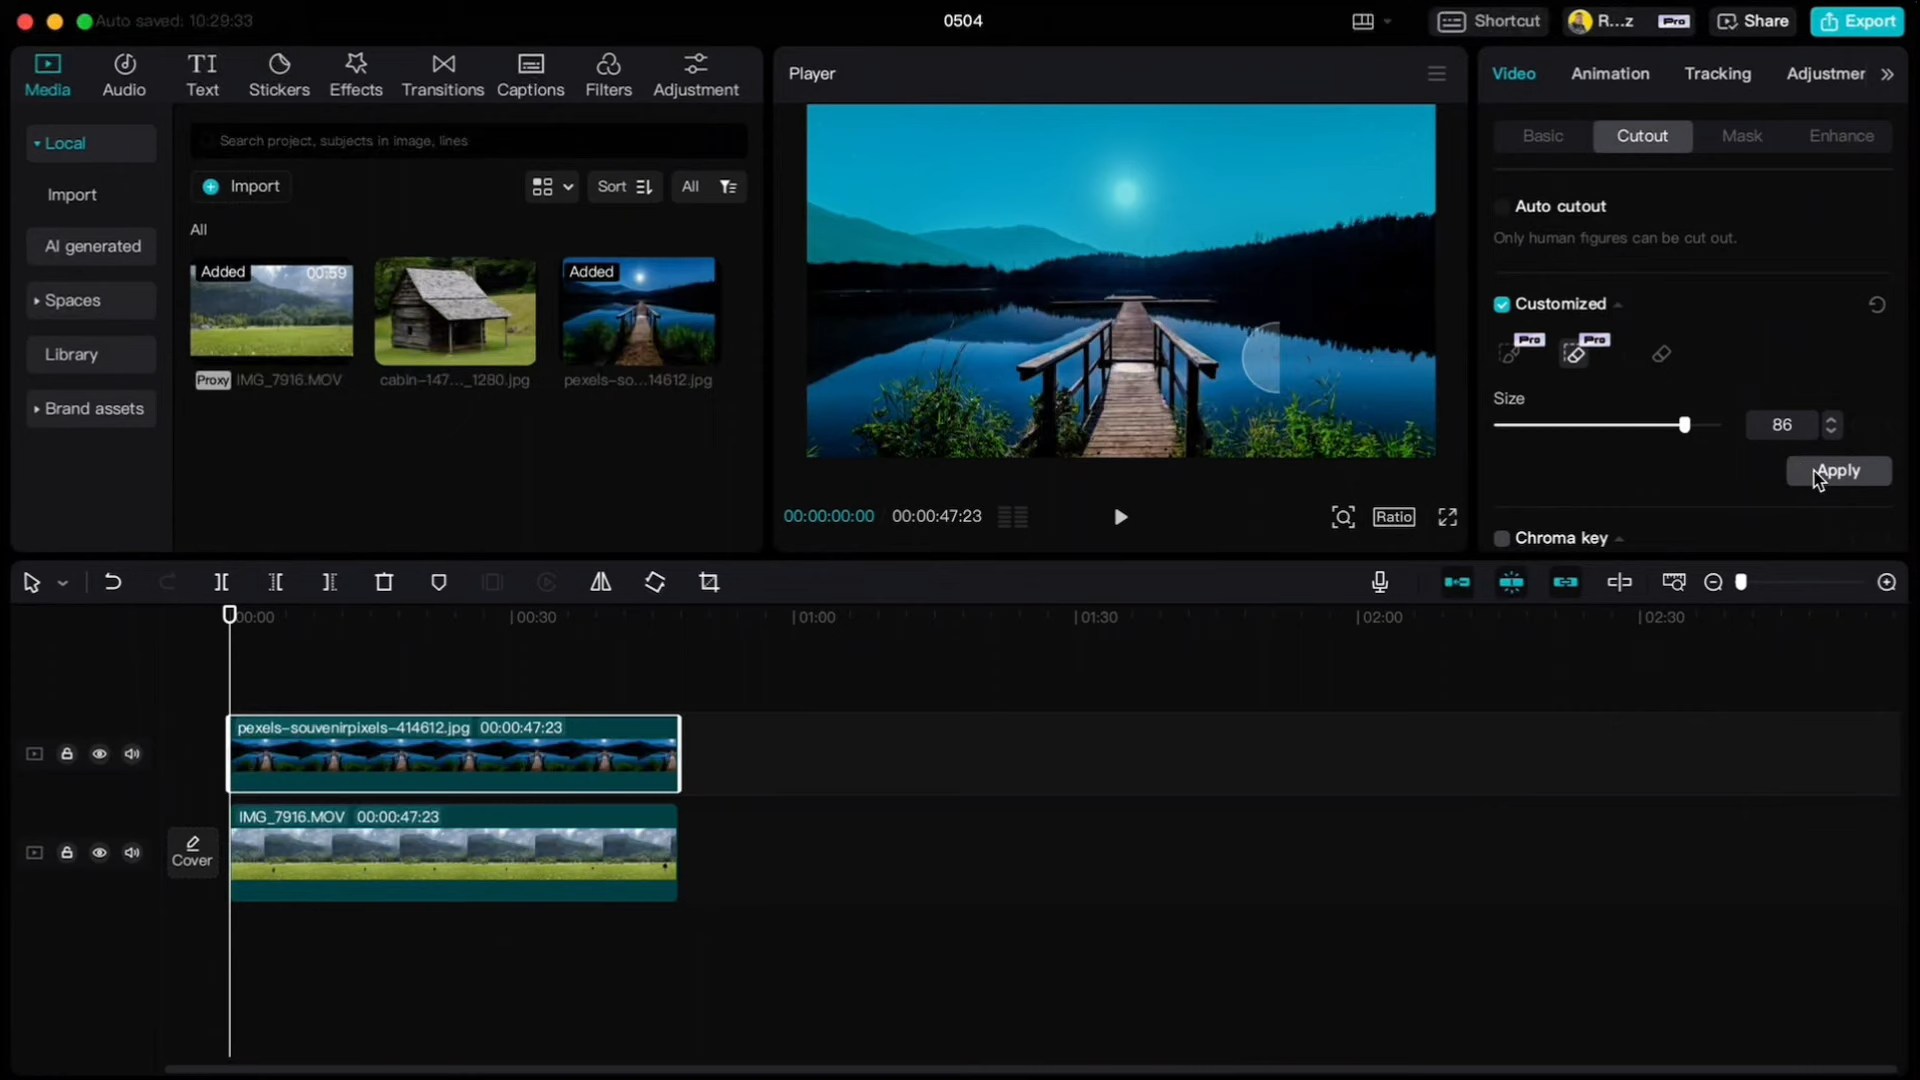 Auto saved: 10:29:33
0504
Shortcut
R...z
Pro
Share
Export
Media
Audio
TI
Text
Stickers
Effects
Transitions
Captions
Filters
Adjustment
Local
Import
AI generated
Spaces
Library
Brand assets
Search project, subjects in image, lines
Import
Sort
All
All
Added
00:59
Added
Proxy IMG_7916.MOV
cabin-147..._1280.jpg
pexels-so...14612.jpg
Player
00:00:00:00
00:00:47:23
Ratio
Video
Animation
Tracking
Adjustmer
Basic
Cutout
Mask
Enhance
Auto cutout
Only human figures can be cut out.
Customized
Pro
Pro
Size
86
Apply
Chroma key
00:00
00:30
01:00
01:30
02:00
02:30
pexels-souvenirpixels-414612.jpg 00:00:47:23
IMG_7916.MOV 00:00:47:23
Cover